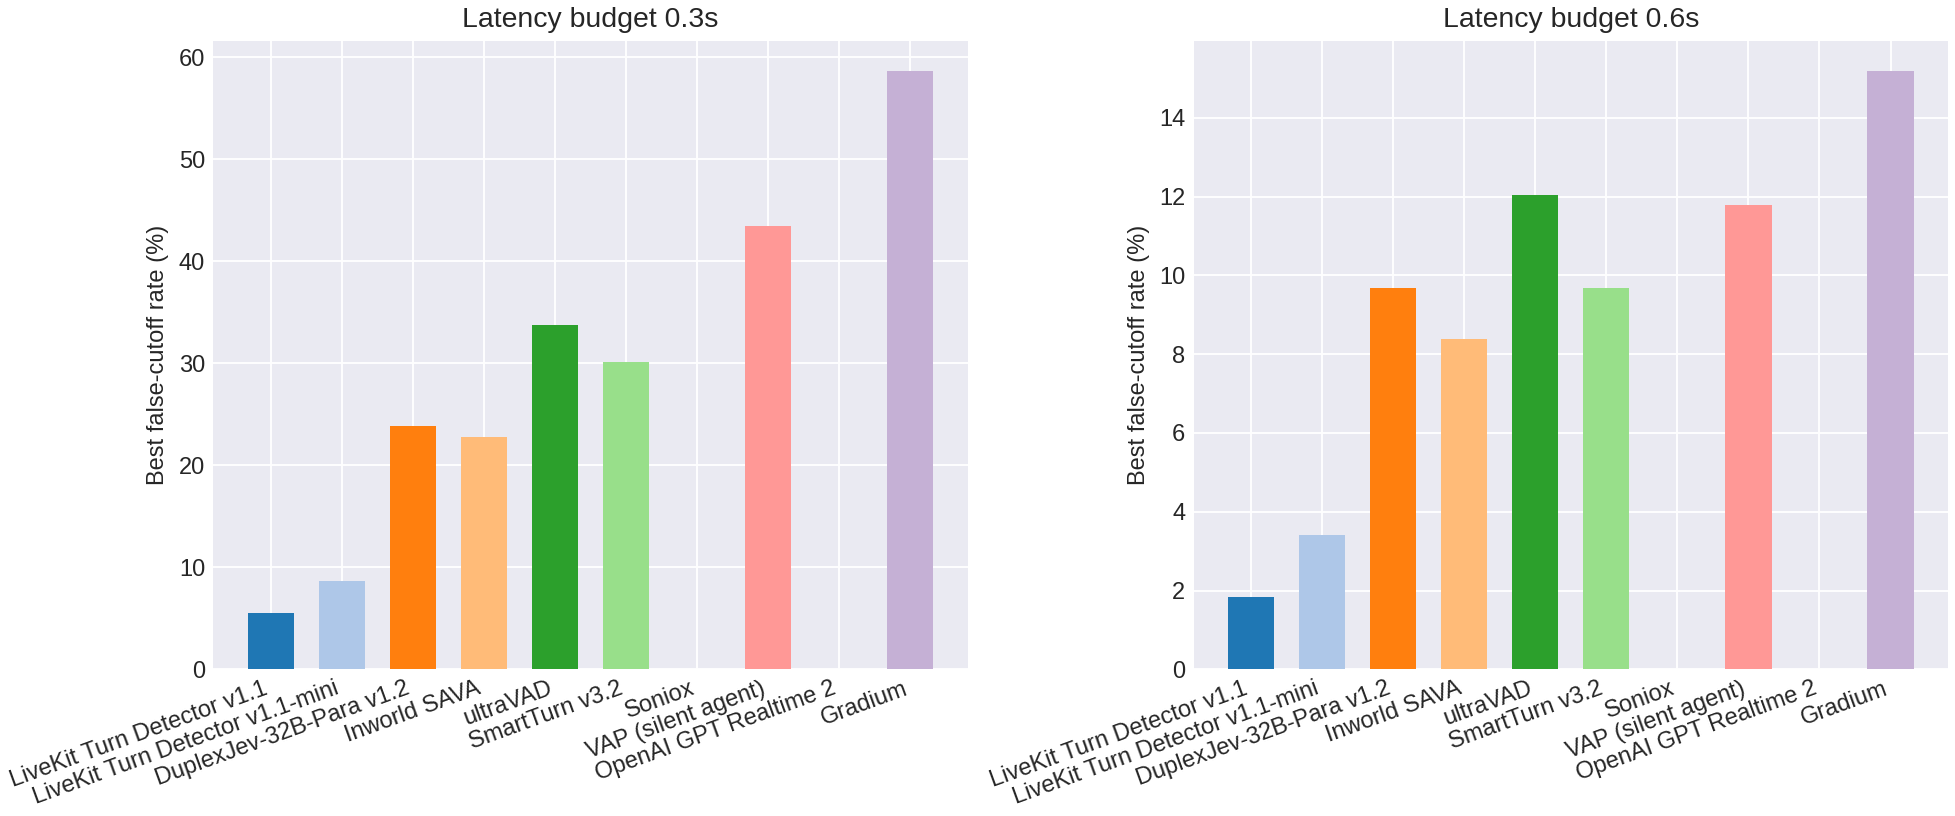 Latency budget 0.3s
Best false-cutoff rate (%)
60
50
40
30
20
10
0
LiveKit Turn Detector v1.1
LiveKit Turn Detector v1.1-mini
DuplexJev-32B-Para v1.2
Inworld SAVA
ultraVAD
SmartTurn v3.2
Soniox
VAP (silent agent)
OpenAI GPT Realtime 2
Gradium
Latency budget 0.6s
Best false-cutoff rate (%)
14
12
10
8
6
4
2
0
LiveKit Turn Detector v1.1
LiveKit Turn Detector v1.1-mini
DuplexJev-32B-Para v1.2
Inworld SAVA
ultraVAD
SmartTurn v3.2
Soniox
VAP (silent agent)
OpenAI GPT Realtime 2
Gradium